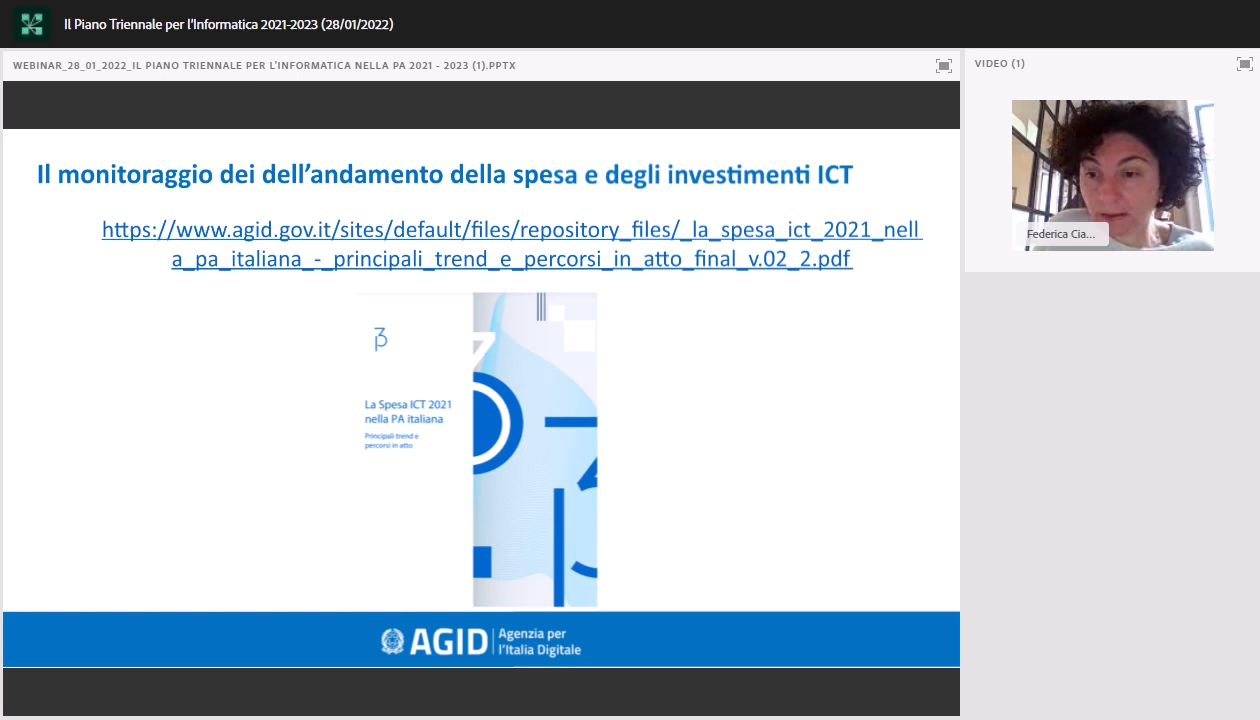 Il Piano Triennale per l'Informatica 2021-2023 (28/01/2022)
WEBINAR_28_01_2022_IL PIANO TRIENNALE PER L'INFORMATICA NELLA PA 2021 - 2023 (1).PPTX
VIDEO (1)
Il monitoraggio dei dell’andamento della spesa e degli investimenti ICT
https://www.agid.gov.it/sites/default/files/repository_files/_la_spesa_ict_2021_nell
a_pa_italiana_-_principali_trend_e_percorsi_in_atto_final_v.02_2.pdf
Federica Cia...
La Spesa ICT 2021
nella PA italiana
Principali trend e
percorsi in atto
AGID
Agenzia per
l’Italia Digitale